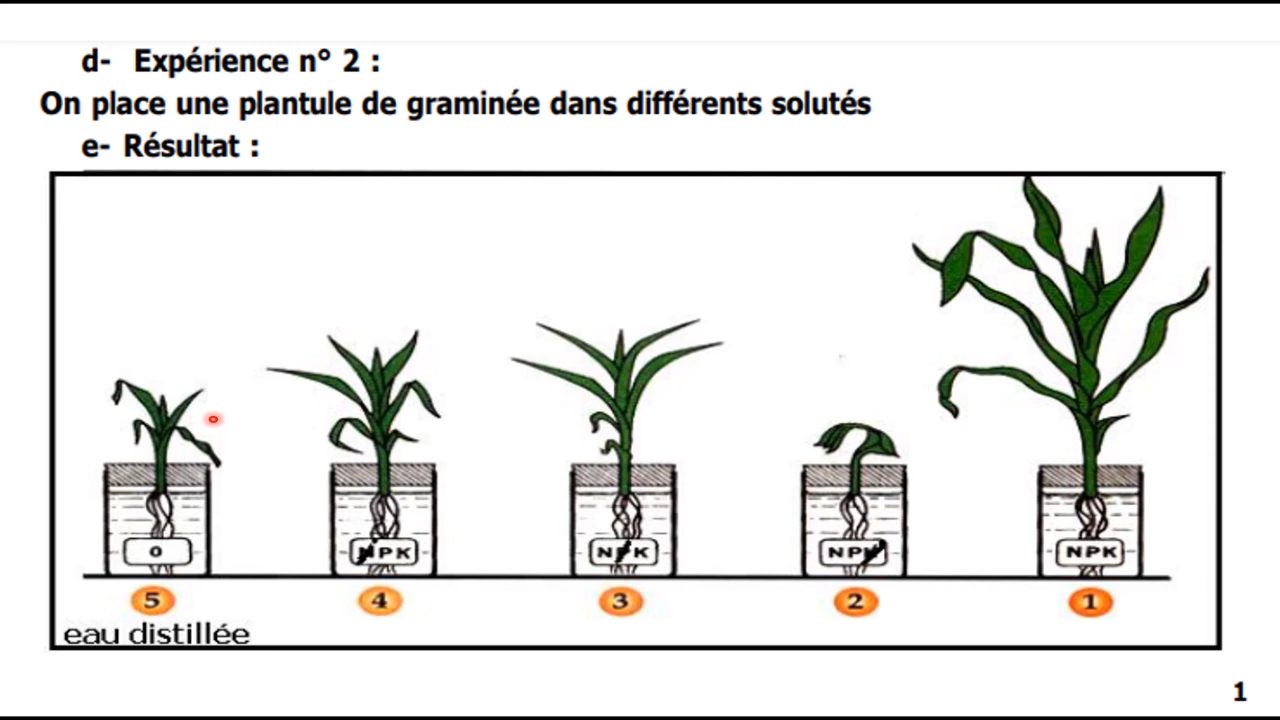 d- Expérience n° 2 :
On place une plantule de graminée dans différents solutés
e- Résultat :
O NPK NPK NPK NPK
5 4 3 2 1
eau distillée
1